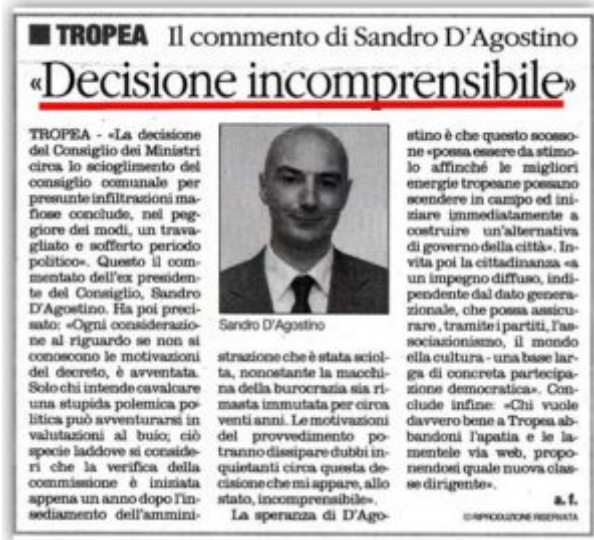 ■ TROPEA Il commento di Sandro D'Agostino
«Decisione incomprensibile»
TROPEA - «La decisione
del Consiglio dei Ministri
circa lo scioglimento del
consiglio comunale per
presunte infiltrazioni ma-
fiose conclude, nel peg-
giore dei modi, un trava-
gliato e sofferto periodo
politico». Questo il com-
mentato dell'ex presiden-
te del Consiglio, Sandro
D'Agostino. Ha poi preci-
sato: «Ogni considerazio-
ne al riguardo se non si
conoscono le motivazioni
del decreto, è avventata.
Solo chi intende cavalcare
una stupida polemica po-
litica può avventurarsi in
valutazioni al buio; ciò
specie laddove si conside-
ri che la verifica della
commissione è iniziata
appena un anno dopo l'in-
sediamento dell'ammini-
Sandro D'Agostino
strazione che è stata sciol-
ta, nonostante la macchi-
na della burocrazia sia ri-
masta immutata per circa
venti anni. Le motivazioni
del provvedimento po-
tranno dissipare dubbi in-
quietanti circa questa de-
cisione che mi appare, allo
stato, incomprensibile».
La speranza di D'Ago-
stino è che questo scosso-
ne «possa essere da stimo-
lo affinché le migliori
energie tropeane possano
scendere in campo ed ini-
ziare immediatamente a
costruire un'alternativa
di governo della città». In-
vita poi la cittadinanza «a
un impegno diffuso, indi-
pendente dal dato genera-
zionale, che possa assicu-
rare, tramite i partiti, l'as-
sociazionismo, il mondo
ella cultura - una base lar-
ga di concreta partecipa-
zione democratica». Con-
clude infine: «Chi vuole
davvero bene a Tropea ab-
bandoni l'apatia e le la-
mentele via web, propo-
nendosi quale nuova clas-
se dirigente».
a. f.
© RIPRODUZIONE RISERVATA